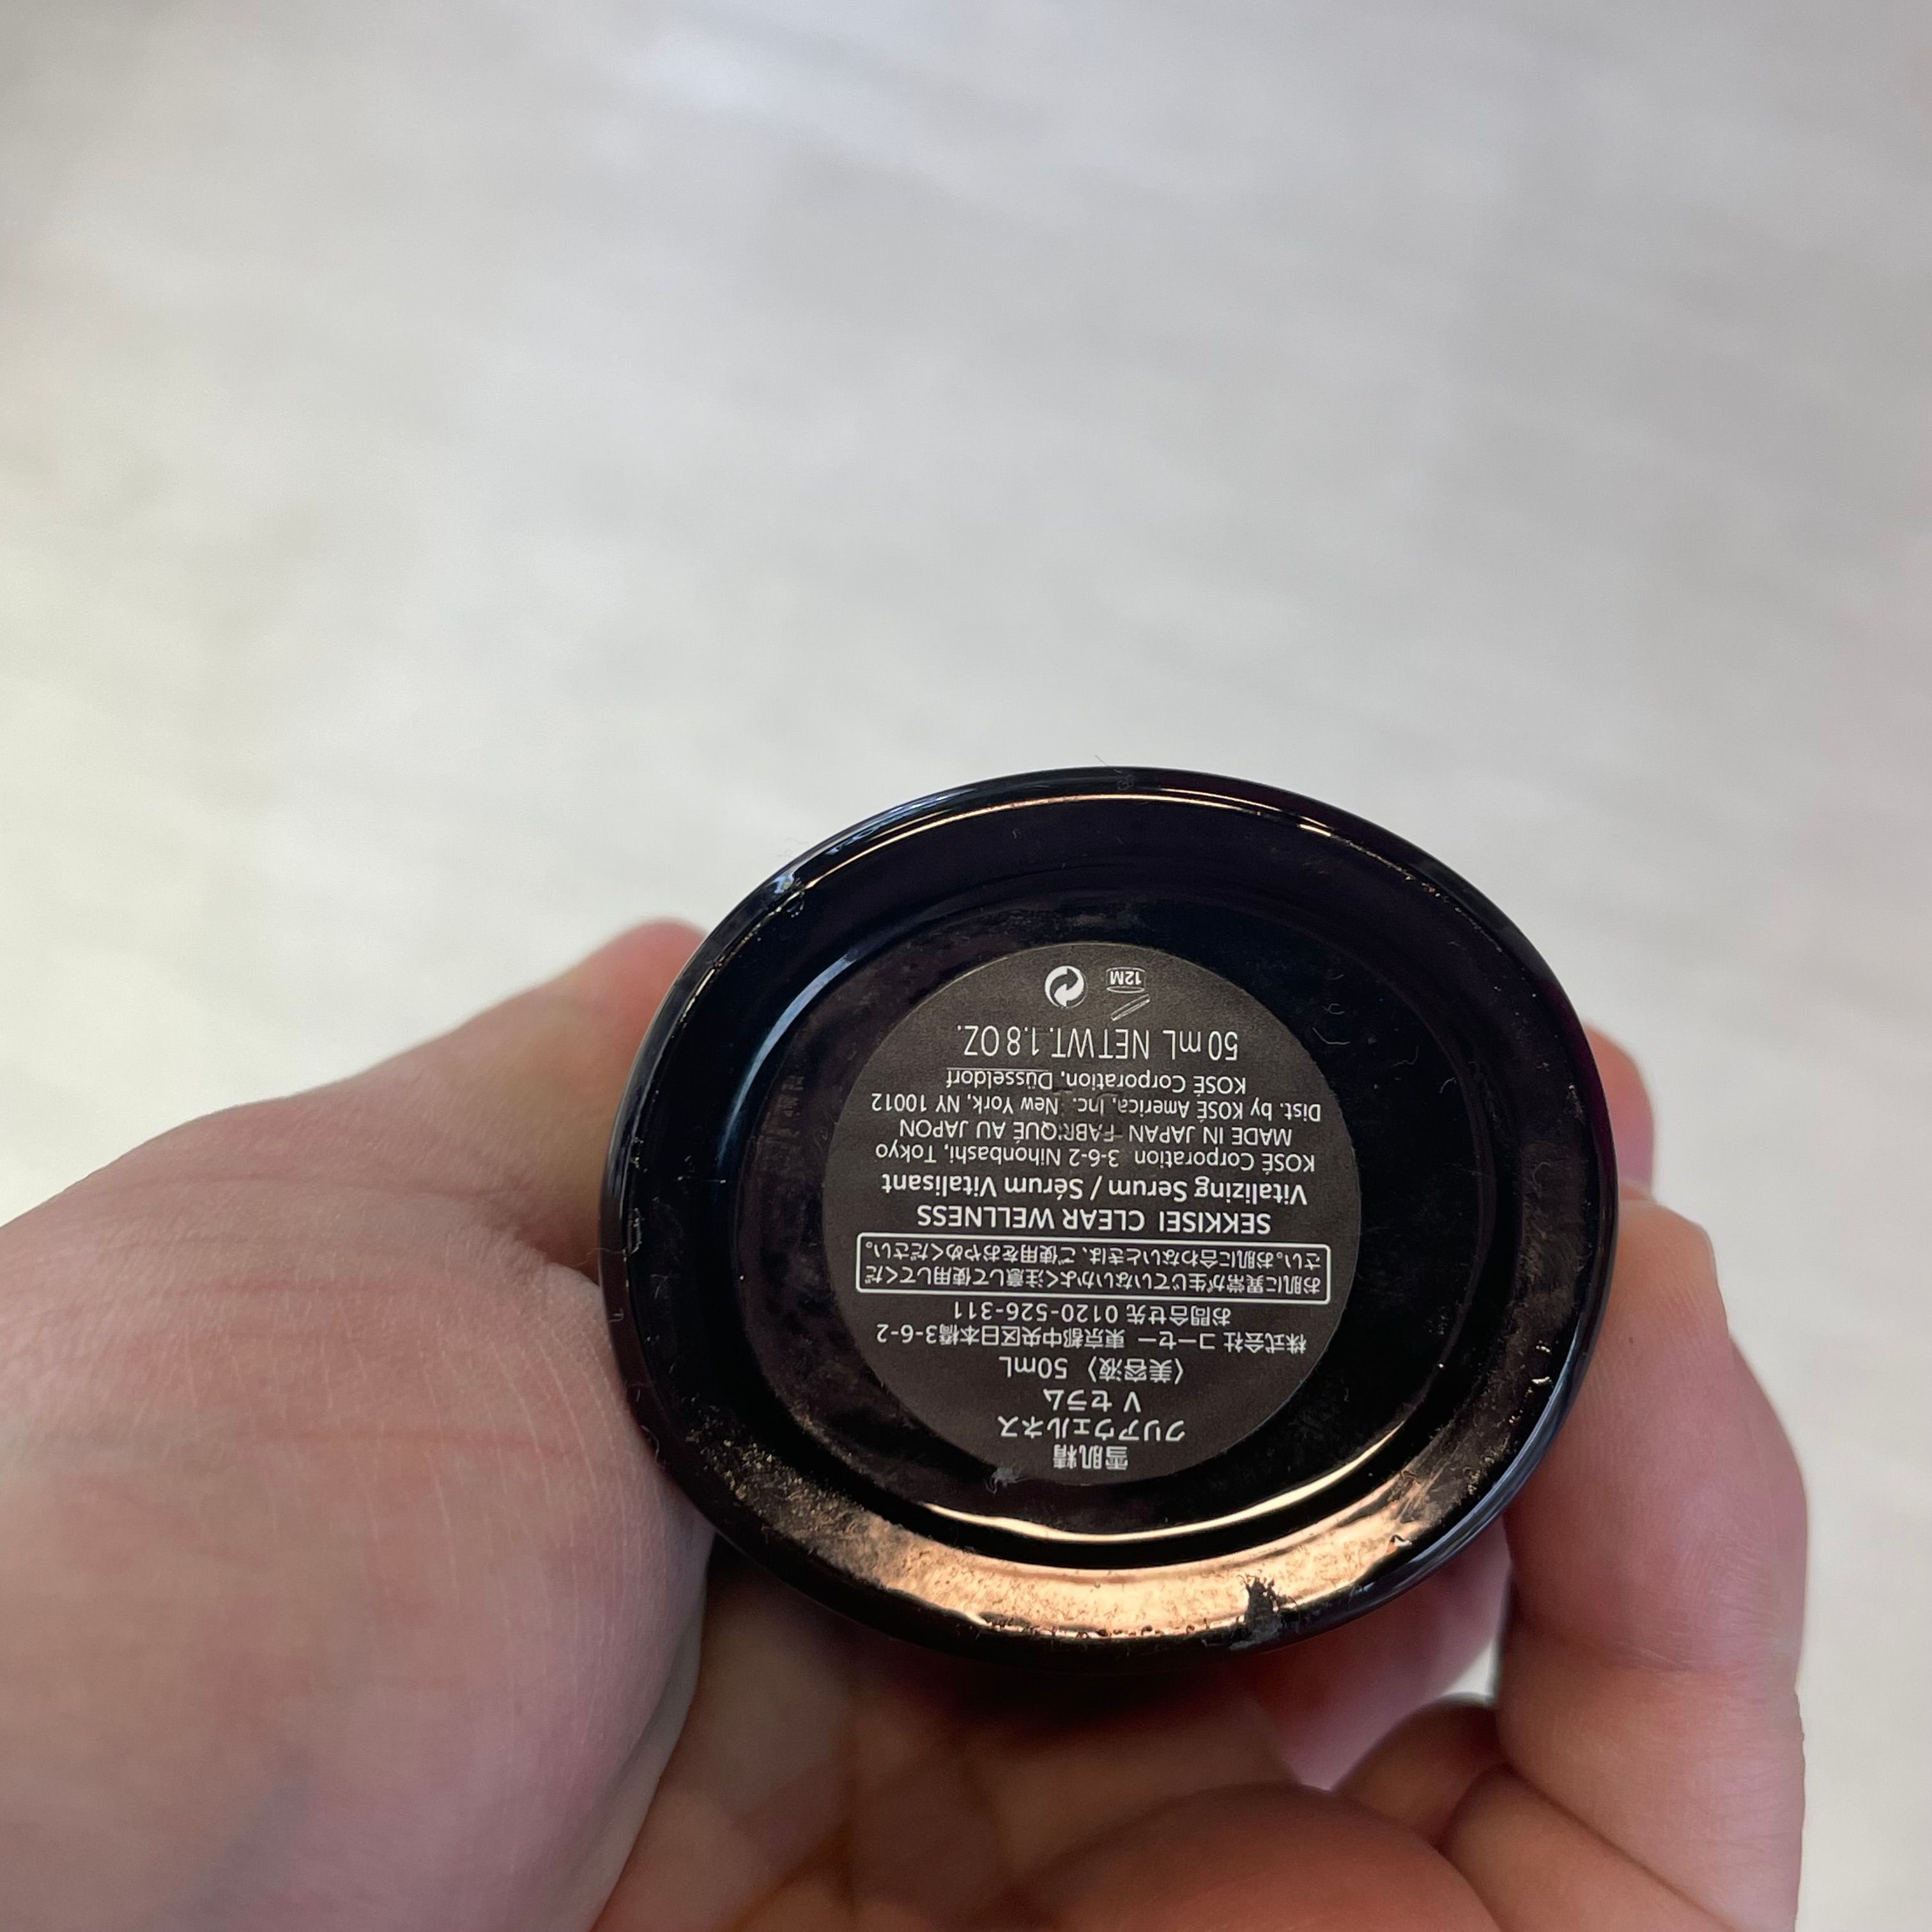 雪肌精
クリアウェルネス
V セラム
〈美容液〉 50mL
株式会社 コーセー 東京都中央区日本橋3-6-2
お問合せ先 0120-526-311
お肌に異常が生じていないかよく注意して使用してくだ
さい。お肌に合わないときは、ご使用をおやめください。
SEKKISEI CLEAR WELLNESS
Vitalizing Serum / Sérum Vitalisant
KOSÉ Corporation 3-6-2 Nihonbashi, Tokyo
MADE IN JAPAN FABRIQUÉ AU JAPON
Dist. by KOSÉ America, Inc. New York, NY 10012
KOSÉ Corporation, Düsseldorf
50 mL NET WT. 1.8 OZ.
12M